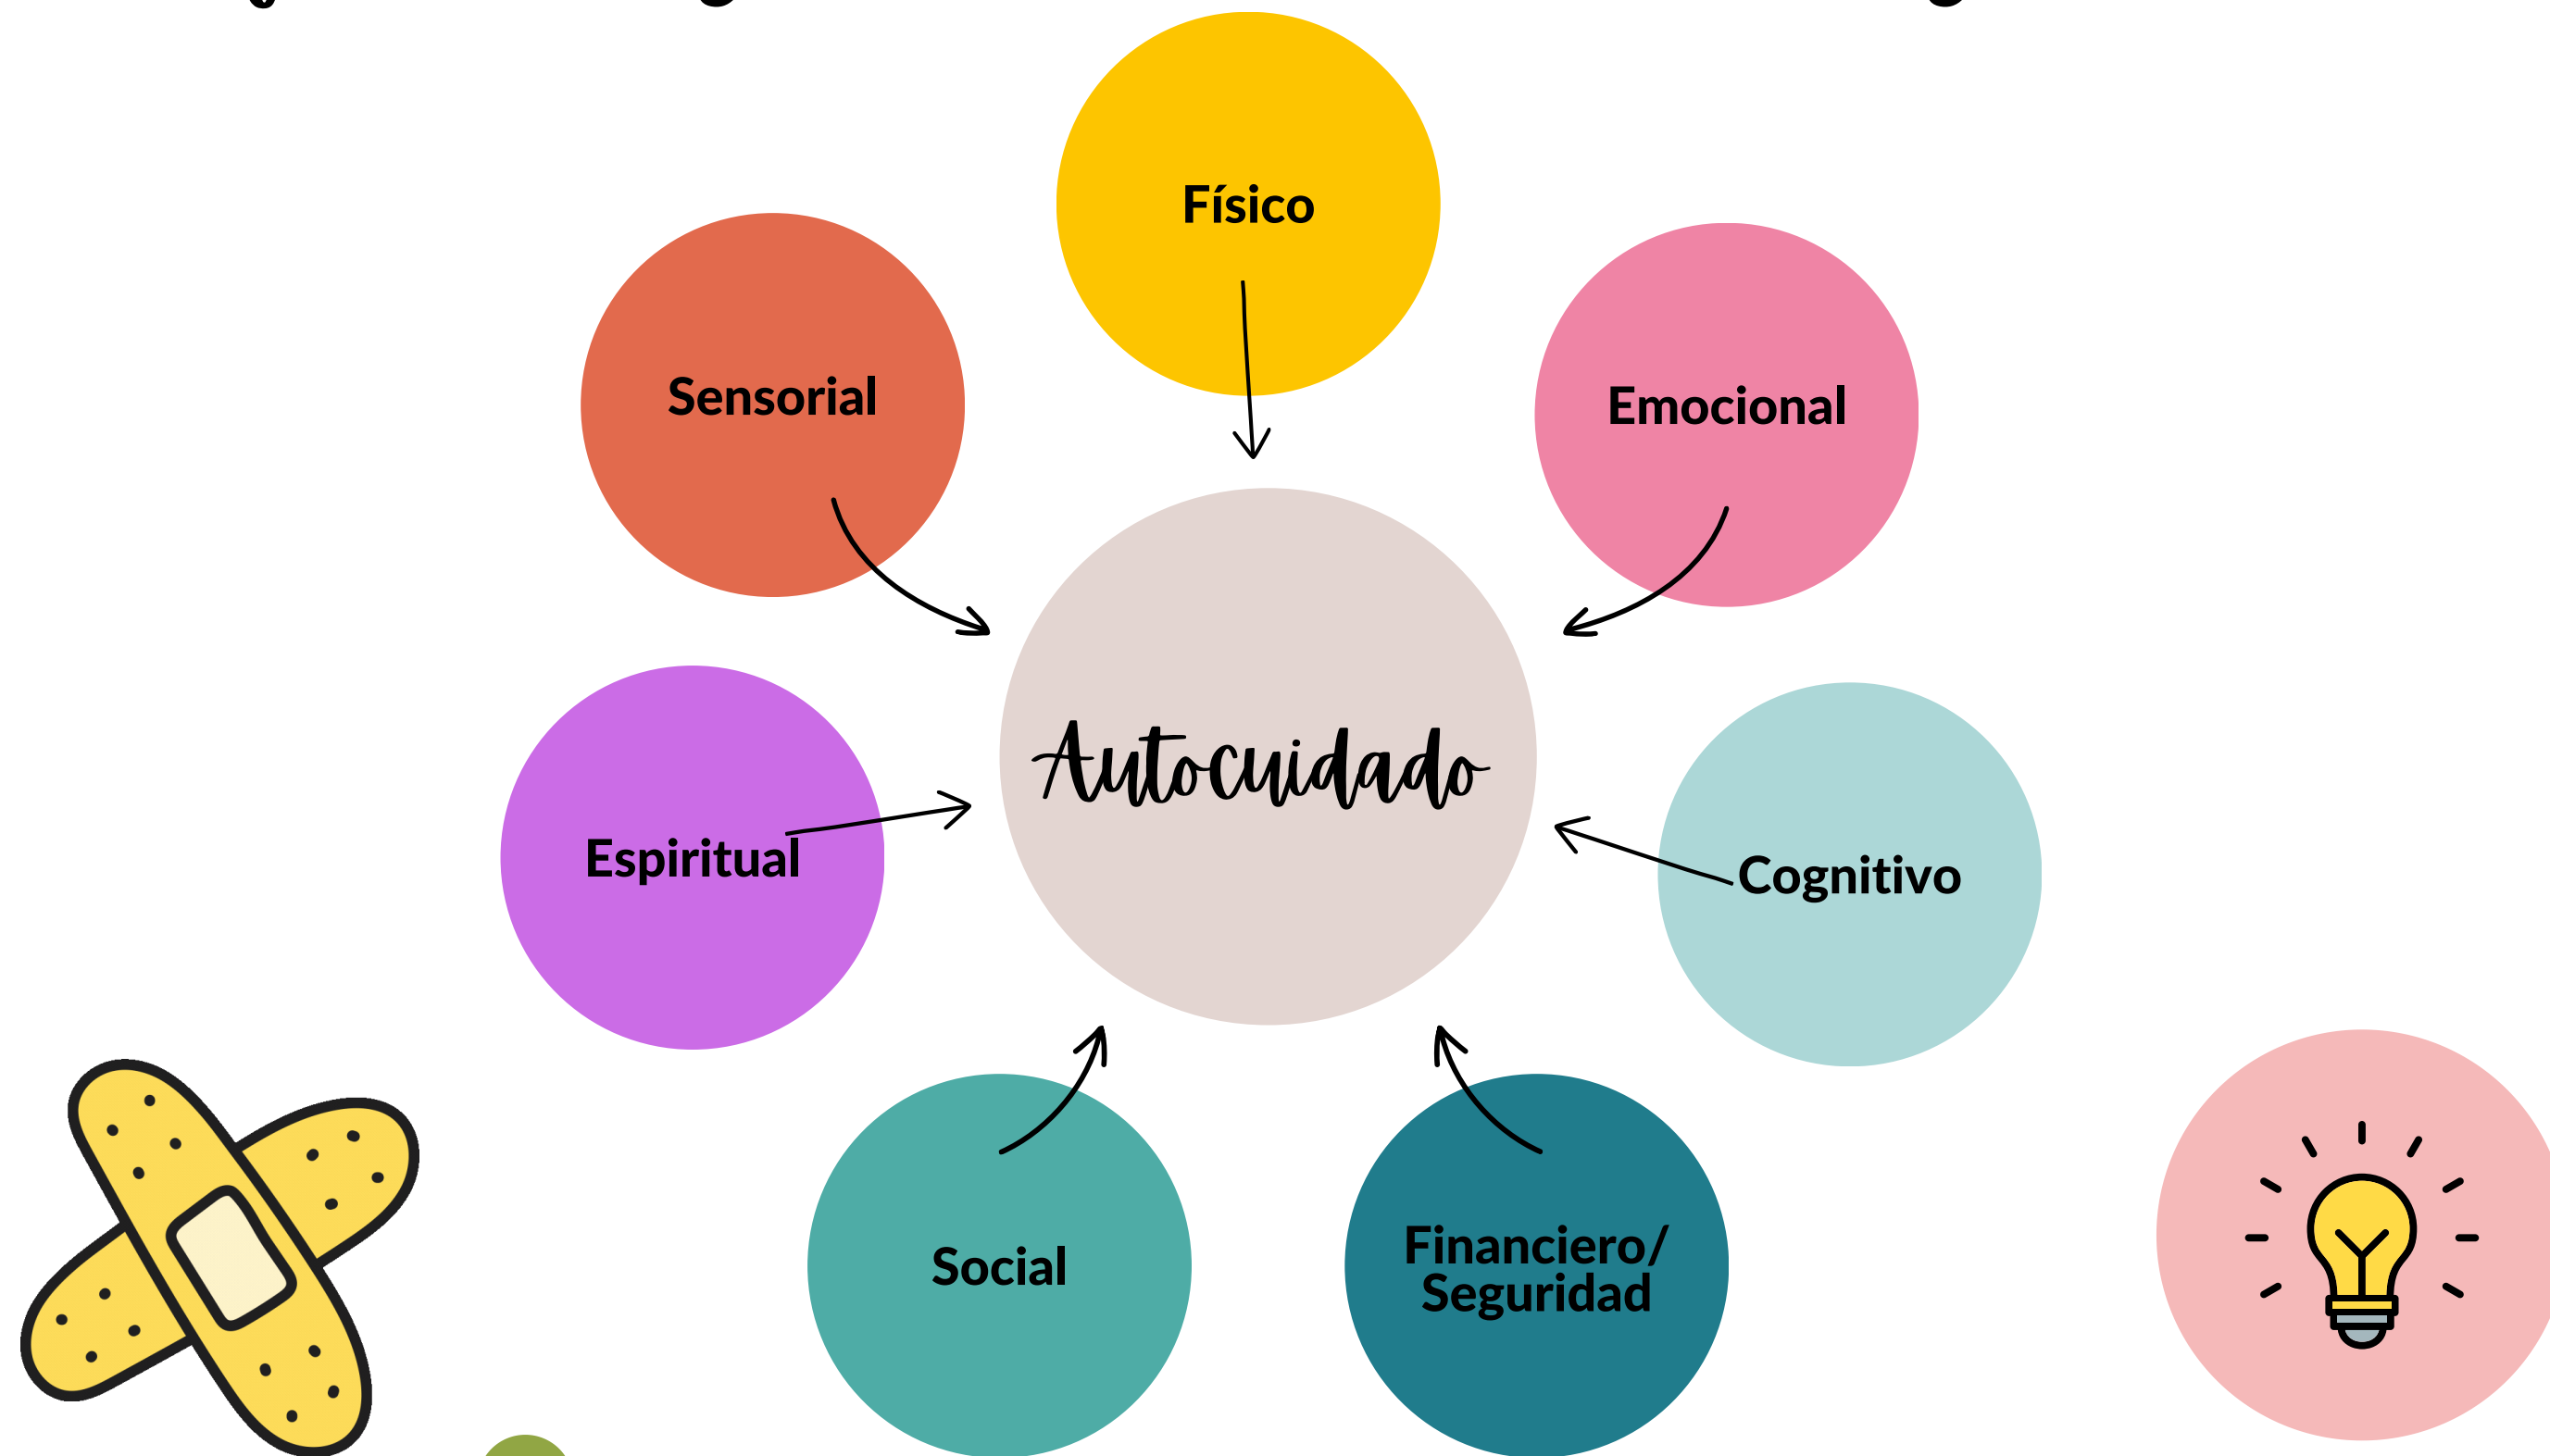 Físico
Sensorial
Emocional
Autocuidado
Espiritual
Cognitivo
Social
Financiero/
Seguridad